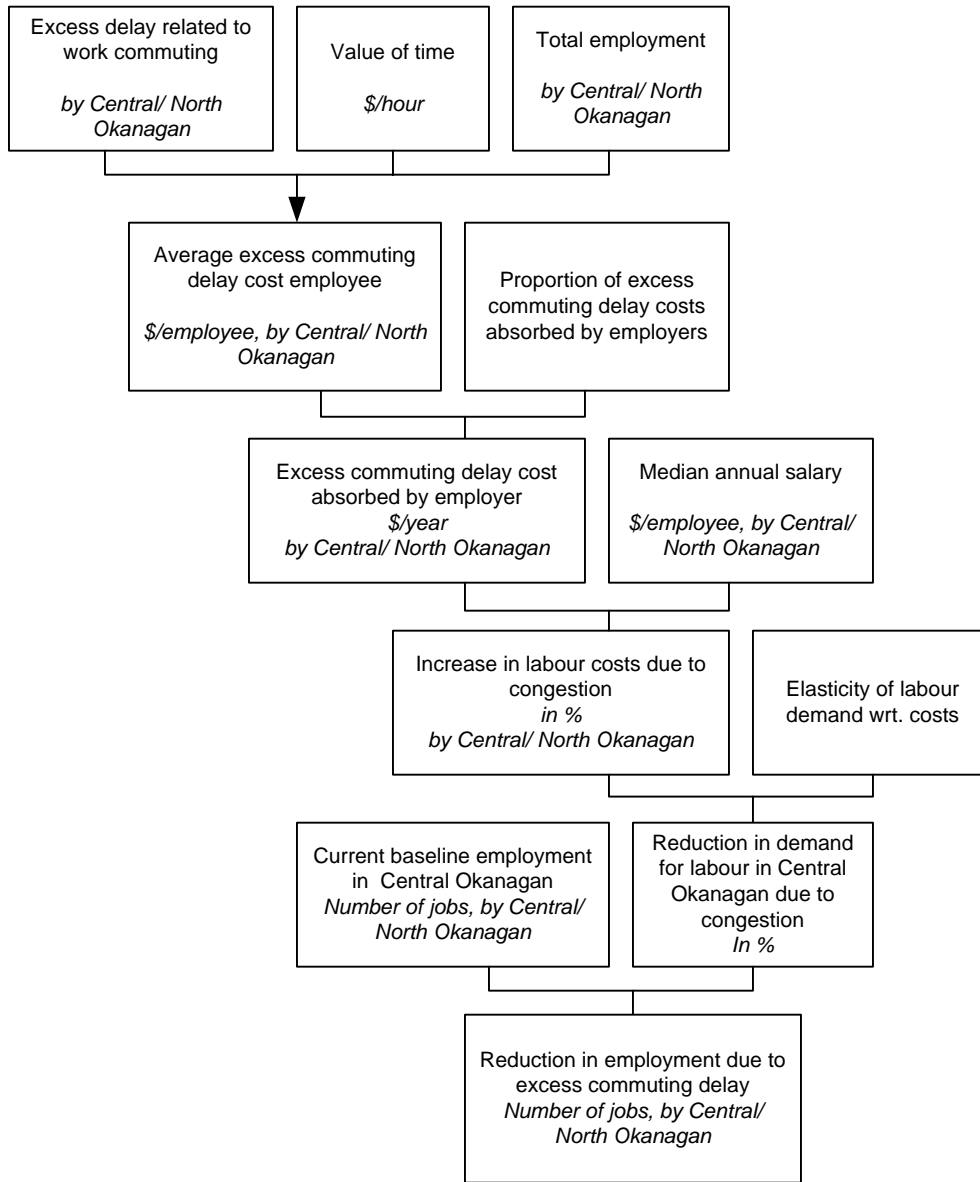 Excess delay related to
work commuting
by Central/ North
Okanagan
Value of time
$/hour
Total employment
by Central/ North
Okanagan
Average excess commuting
delay cost employee
$/employee, by Central/ North
Okanagan
Proportion of excess
commuting delay costs
absorbed by employers
Excess commuting delay cost
absorbed by employer
$/year
by Central/ North Okanagan
Median annual salary
$/employee, by Central/
North Okanagan
Increase in labour costs due to
congestion
in %
by Central/ North Okanagan
Elasticity of labour
demand wrt. costs
Current baseline employment
in  Central Okanagan
Number of jobs, by Central/
North Okanagan
Reduction in demand
for labour in Central
Okanagan due to
congestion
In %
Reduction in employment due to
excess commuting delay
Number of jobs, by Central/
North Okanagan